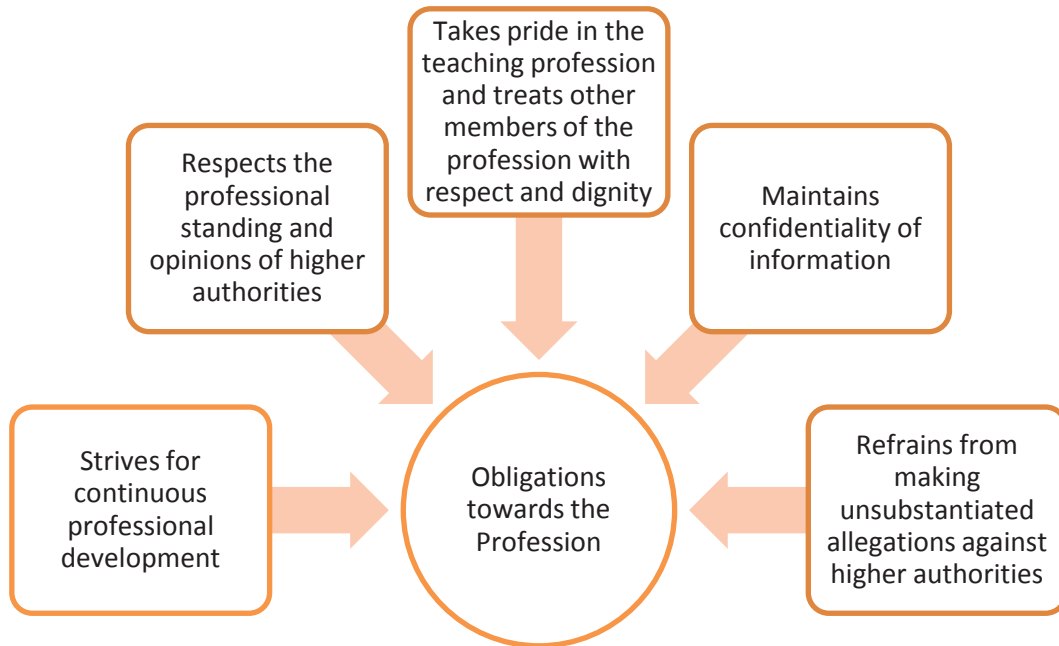 Takes pride in the
teaching profession
and treats other
members of the
profession with
respect and dignity
Respects the
professional
standing and
opinions of higher
authorities
Maintains
confidentiality of
information
Strives for
continuous
professional
development
Obligations
towards the
Profession
Refrains from
making
unsubstantiated
allegations against
higher authorities